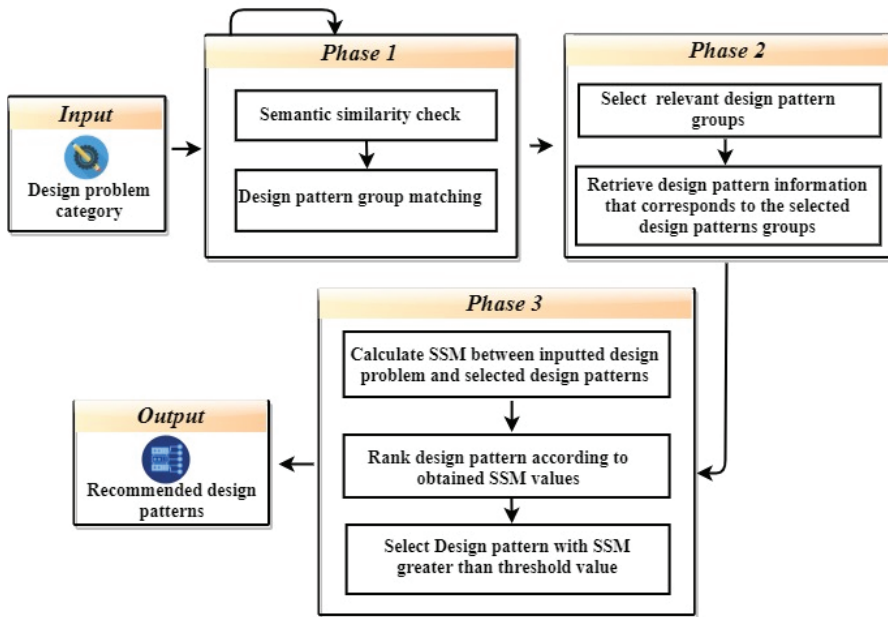 Input
Design problem
category
Phase 1
Semantic similarity check
Design pattern group matching
Phase 2
Select relevant design pattern
groups
Retrieve design pattern information
that corresponds to the selected
design patterns groups
Phase 3
Calculate SSM between inputted design
problem and selected design patterns
Rank design pattern according to
obtained SSM values
Select Design pattern with SSM
greater than threshold value
Output
Recommended design
patterns